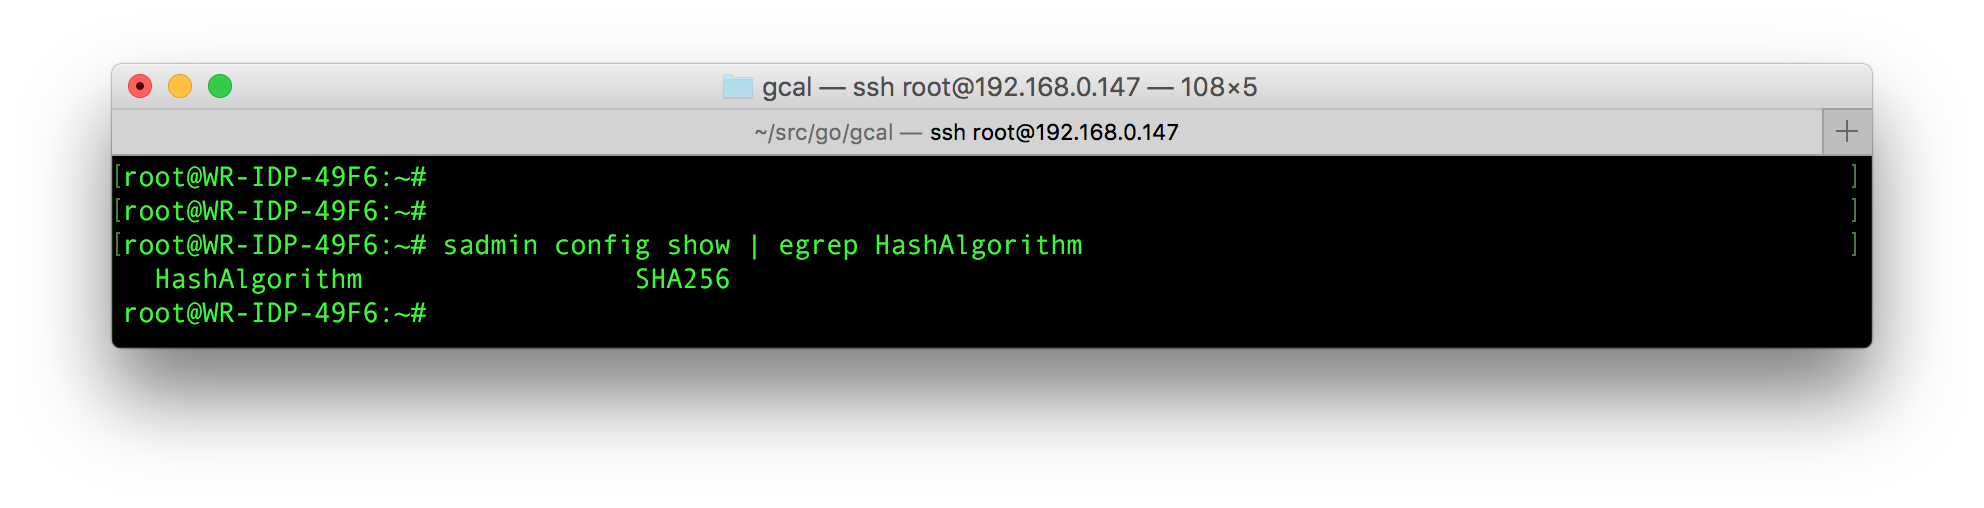 gcal — ssh root@192.168.0.147 — 108×5
~/src/go/gcal — ssh root@192.168.0.147
[root@WR-IDP-49F6:~# ]
[root@WR-IDP-49F6:~# ]
[root@WR-IDP-49F6:~# sadmin config show | egrep HashAlgorithm ]
HashAlgorithm SHA256
root@WR-IDP-49F6:~#